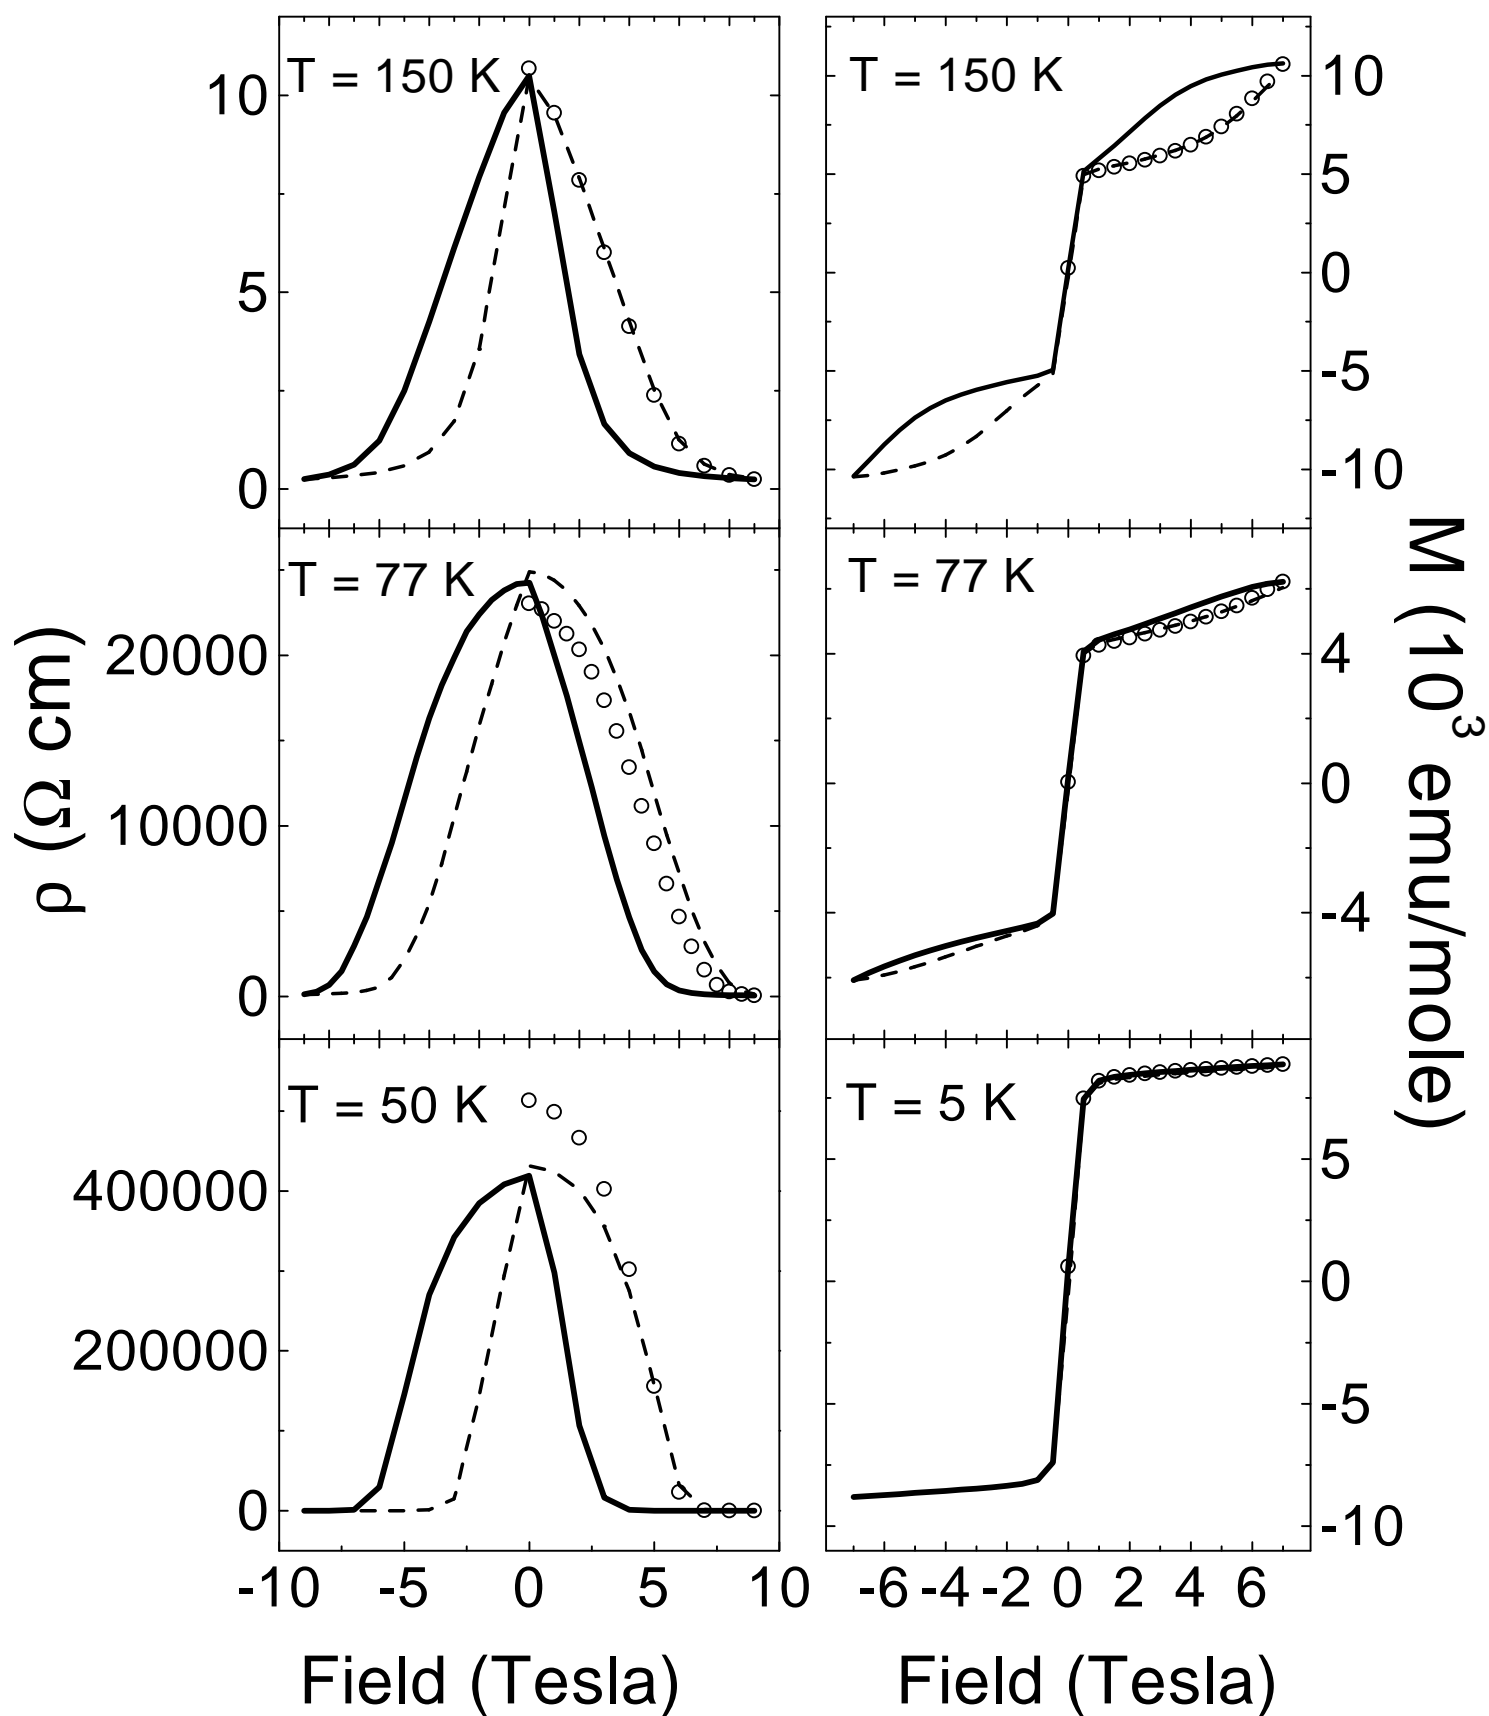 T = 150 K
10
5
0
T = 77 K
20000
10000
0
T = 50 K
400000
200000
0
-10 -5 0 5 10
Field (Tesla)
ρ (Ω cm)
T = 150 K
10
5
0
-5
-10
T = 77 K
4
0
-4
T = 5 K
5
0
-5
-10
-6 -4 -2 0 2 4 6
Field (Tesla)
M (10³ emu/mole)